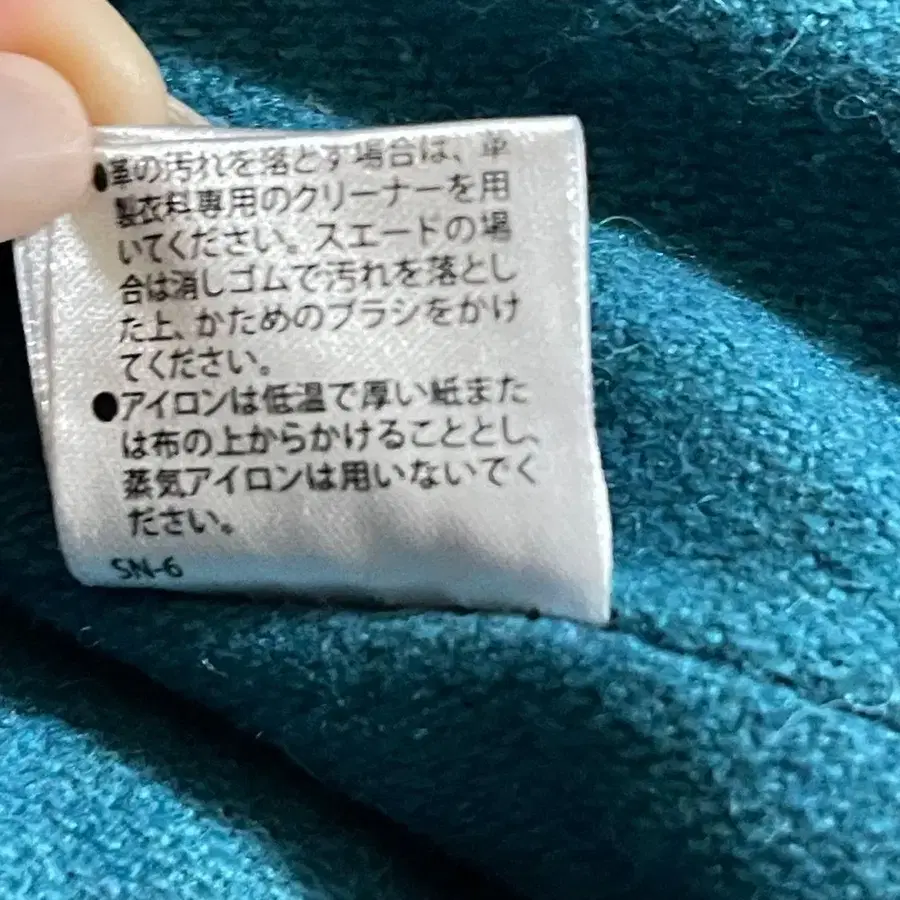 ●革の汚れを落とす場合は、革
製衣料専用のクリーナーを用
いてください。スエードの場
合は消しゴムで汚れを落とし
た上、かためのブラシをかけ
てください。
●アイロンは低温で厚い紙また
は布の上からかけることとし、
蒸気アイロンは用いないでく
ださい。
SN-6